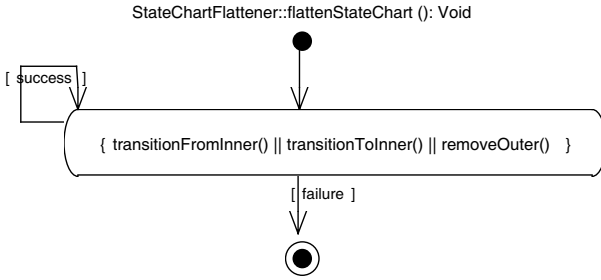 StateChartFlattener::flattenStateChart (): Void
[ success ]
{ transitionFromInner() || transitionToInner() || removeOuter() }
[ failure ]